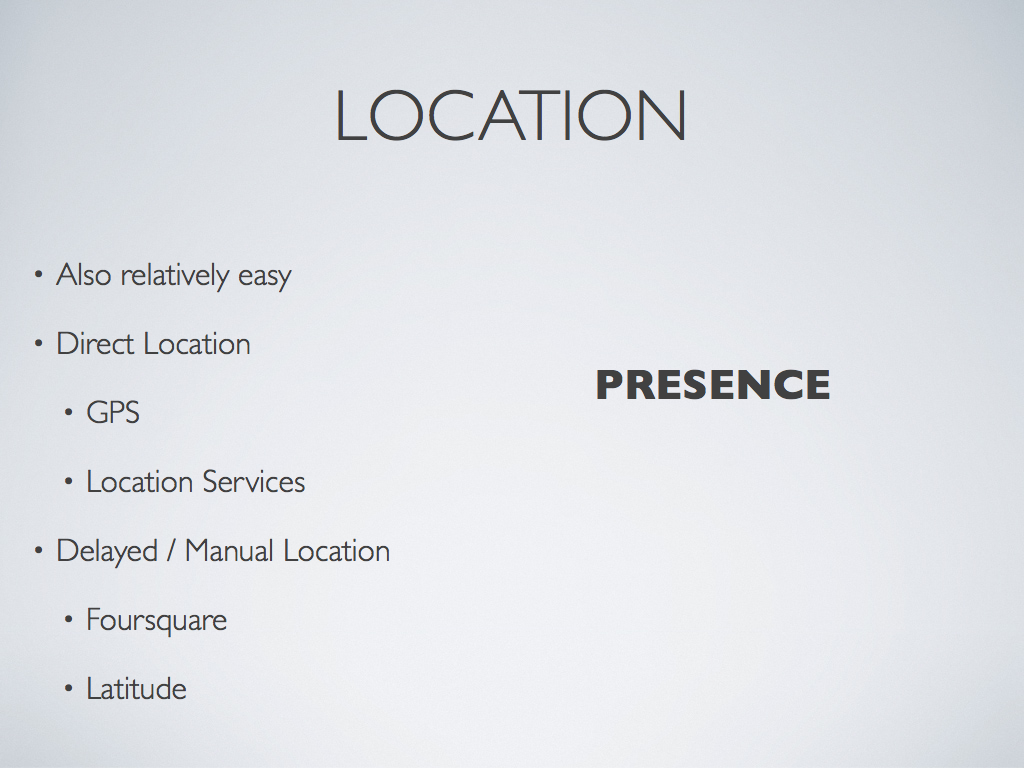 LOCATION
• Also relatively easy
• Direct Location
• GPS
• Location Services
• Delayed / Manual Location
• Foursquare
• Latitude
PRESENCE